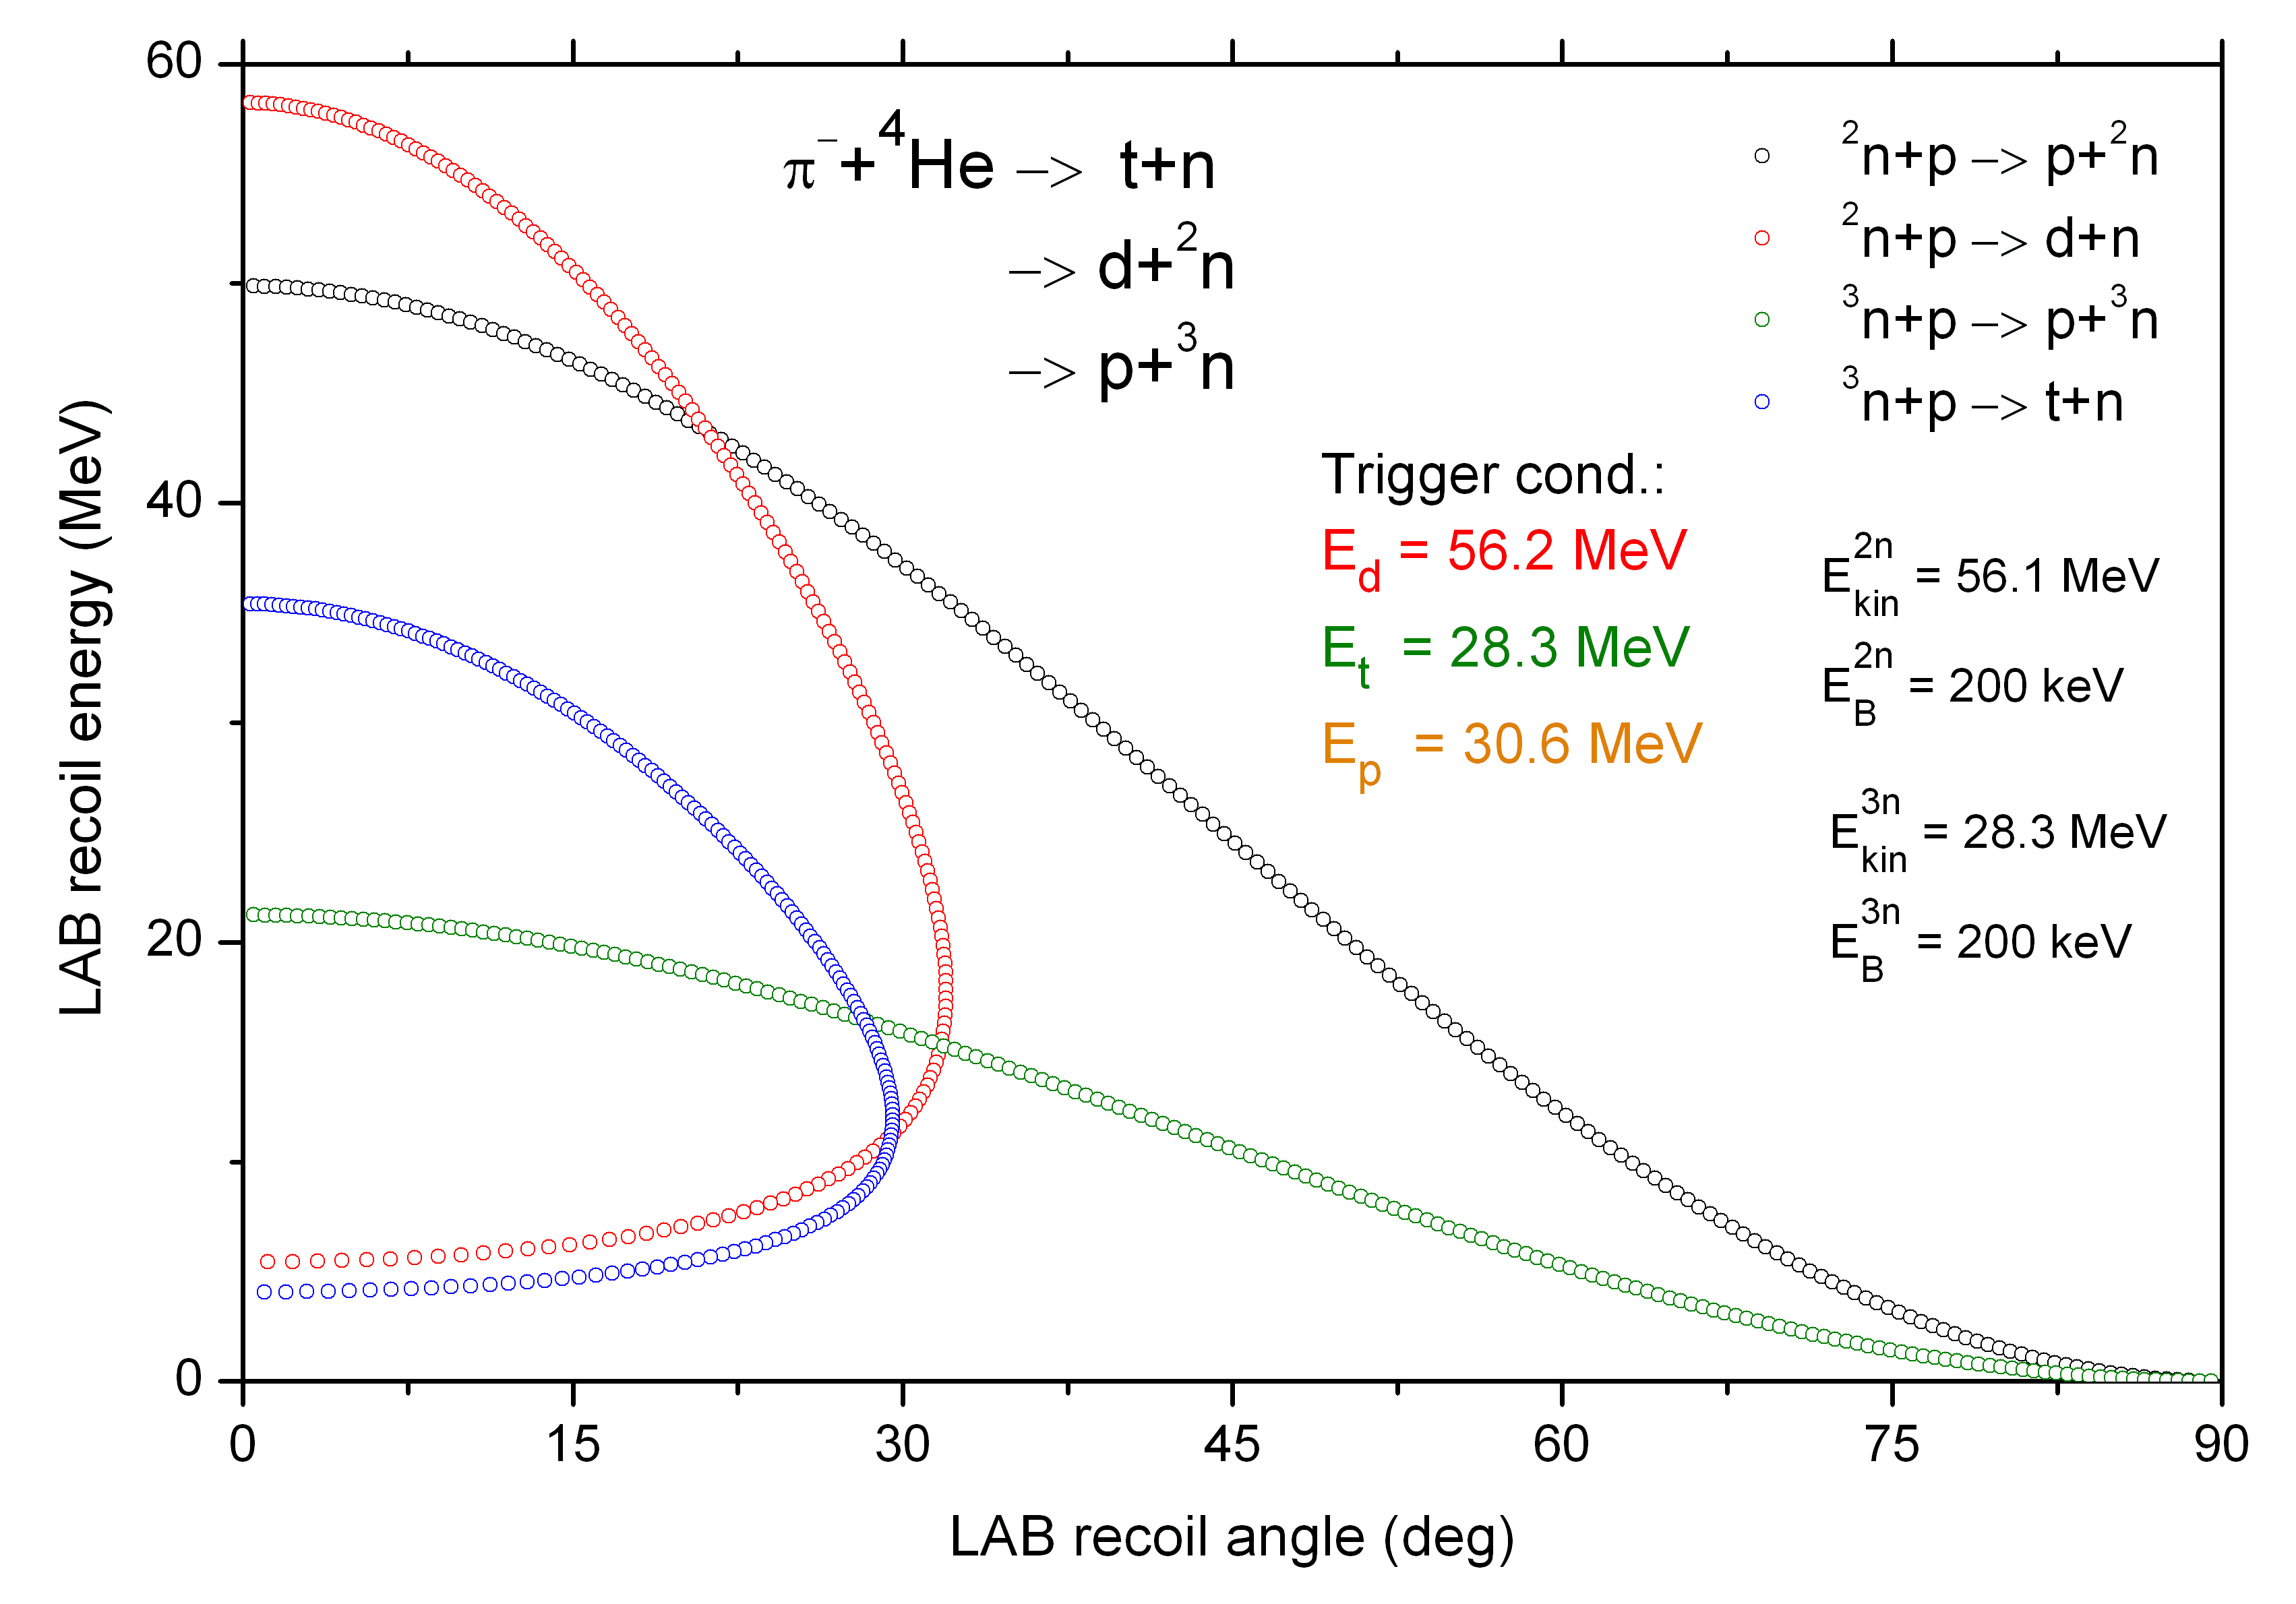 60
40
20
0
LAB recoil energy (MeV)
π⁻+⁴He –> t+n
–> d+²n
–> p+³n
²n+p –> p+²n
²n+p –> d+n
³n+p –> p+³n
³n+p –> t+n
Trigger cond.:
E_d = 56.2 MeV
E_t = 28.3 MeV
E_p = 30.6 MeV
E_kin^2n = 56.1 MeV
E_B^2n = 200 keV
E_kin^3n = 28.3 MeV
E_B^3n = 200 keV
0 15 30 45 60 75 90
LAB recoil angle (deg)